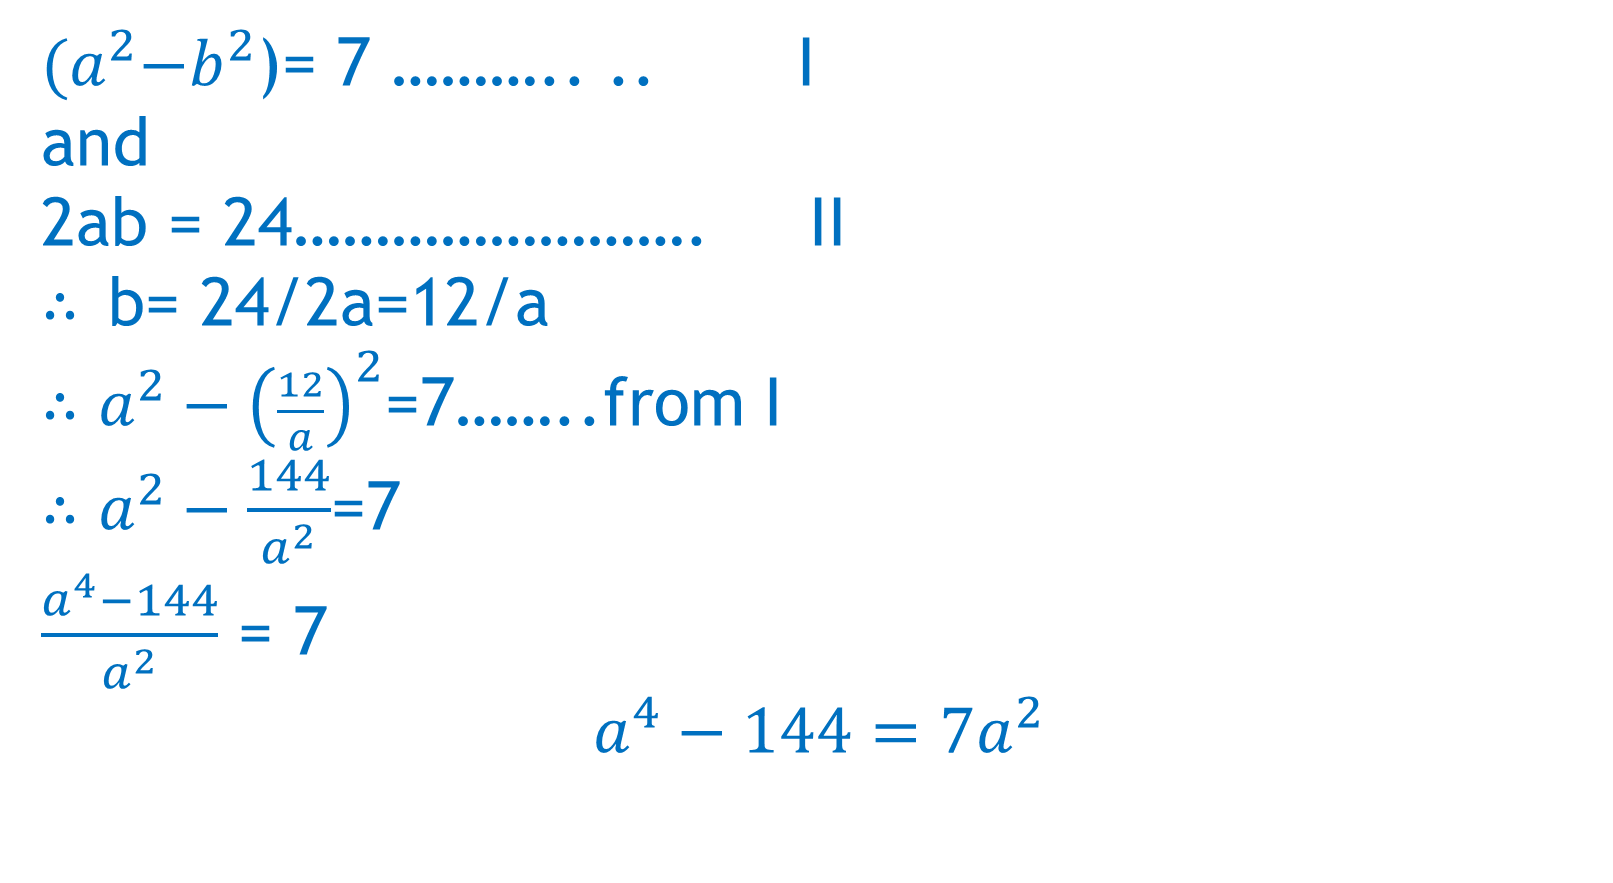 (a²−b²)= 7 ………... .. I
and
2ab = 24……………………. II
∴ b= 24/2a=12/a
∴ a² − (12/a)²=7……..from I
∴ a² − 144/a²=7
(a⁴−144)/a² = 7
a⁴ − 144 = 7a²